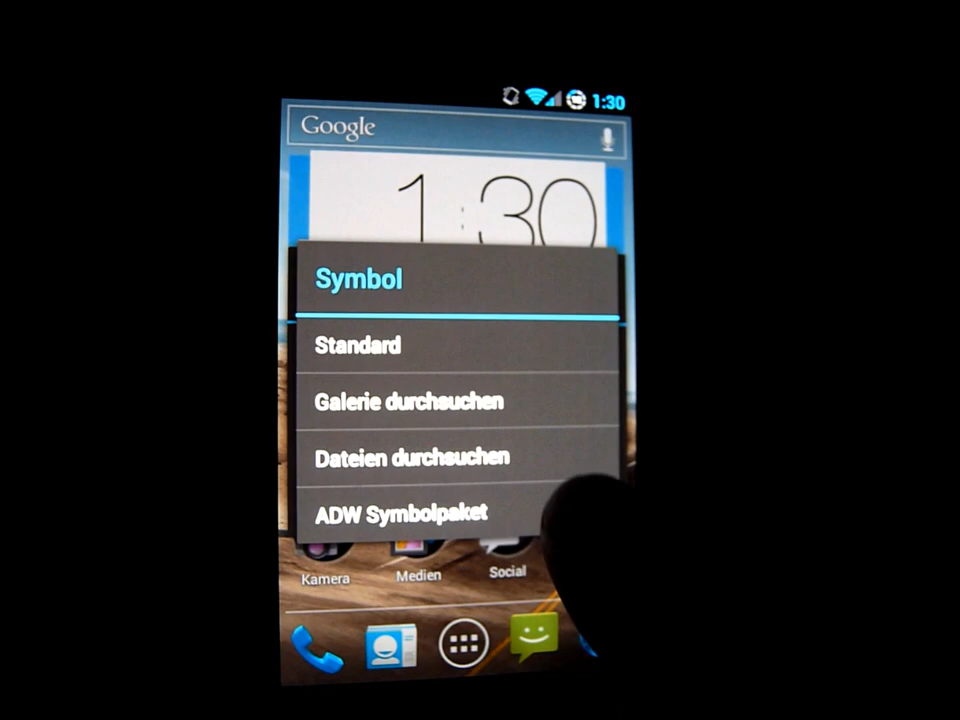 1:30
Google
1:30
Symbol
Standard
Galerie durchsuchen
Dateien durchsuchen
ADW Symbolpaket
Kamera Medien Social